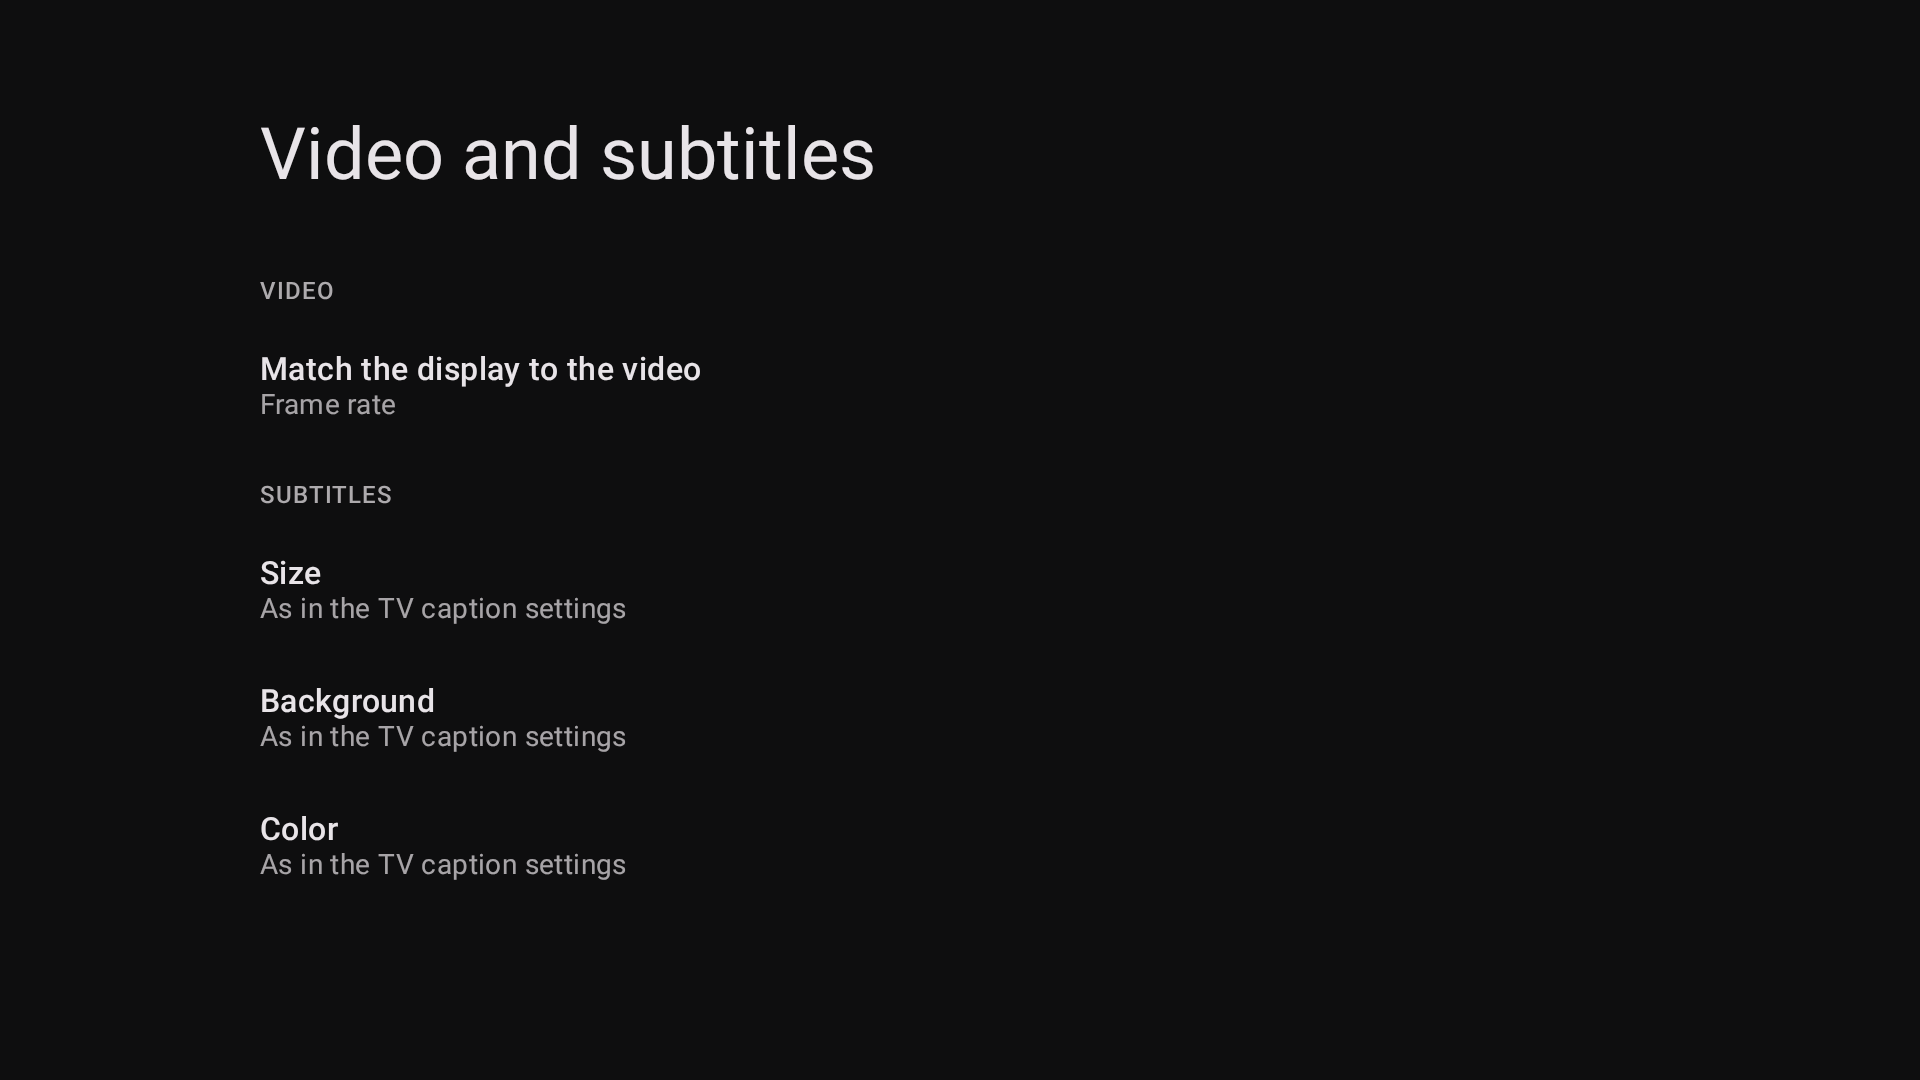 Video and subtitles
VIDEO
Match the display to the video
Frame rate
SUBTITLES
Size
As in the TV caption settings
Background
As in the TV caption settings
Color
As in the TV caption settings